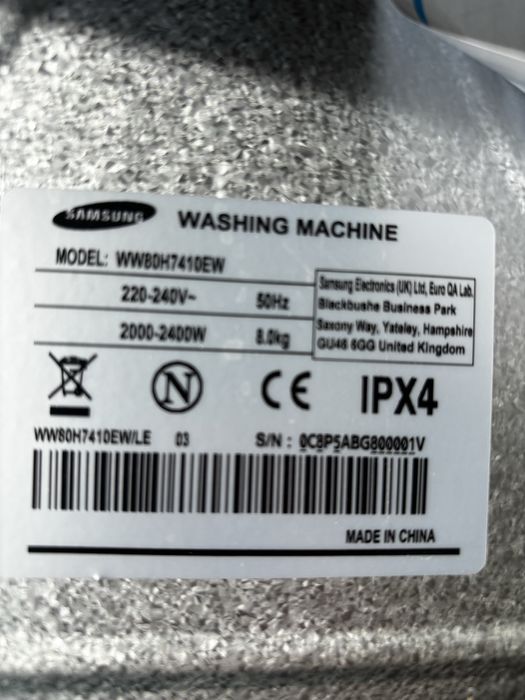 SAMSUNG WASHING MACHINE
MODEL: WW80H7410EW
220-240V~ 50Hz
2000-2400W 8.0kg
Samsung Electronics (UK) Ltd, Euro QA Lab.
Blackbushe Business Park
Saxony Way, Yateley, Hampshire
GU46 6GG United Kingdom
N CE IPX4
WW80H7410EW/LE 03 S/N : 0C8P5ABG800001V
MADE IN CHINA